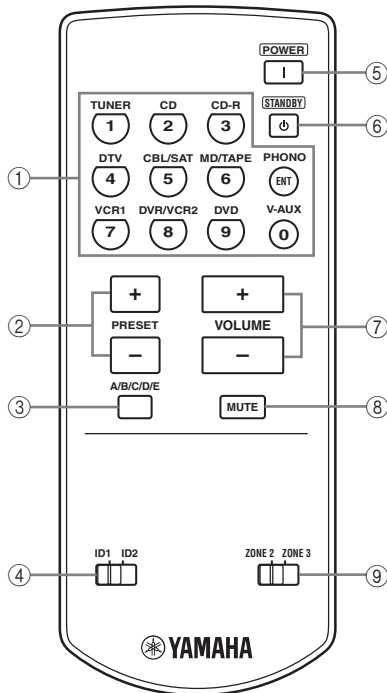 POWER
I
⑤
STANDBY
⑥
TUNER CD CD-R
1 2 3
①
DTV CBL/SAT MD/TAPE PHONO
4 5 6 ENT
VCR1 DVR/VCR2 DVD V-AUX
7 8 9 0
+ +
② PRESET VOLUME ⑦
− −
A/B/C/D/E
③ MUTE ⑧
ID1 ID2 ZONE 2 ZONE 3
④ ⑨
YAMAHA